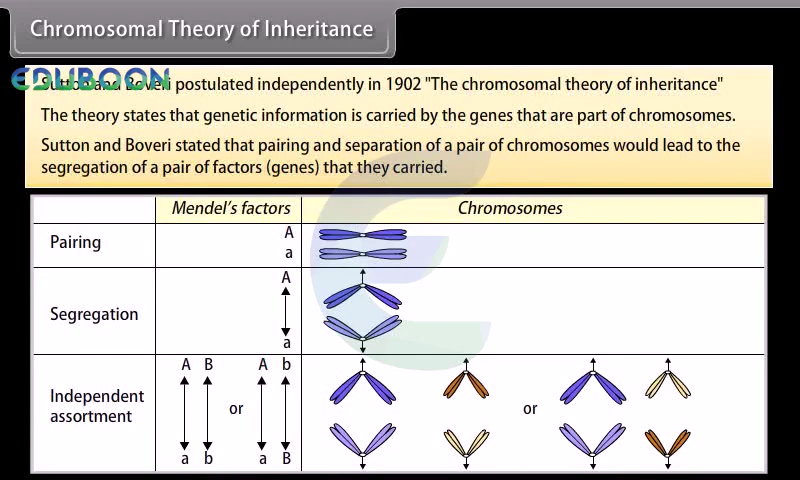 Chromosomal Theory of Inheritance
EDUBOON
Sutton and Boveri postulated independently in 1902 "The chromosomal theory of inheritance"
The theory states that genetic information is carried by the genes that are part of chromosomes.
Sutton and Boveri stated that pairing and separation of a pair of chromosomes would lead to the
segregation of a pair of factors (genes) that they carried.
Mendel's factors Chromosomes
Pairing
A
a
Segregation
A
a
Independent
assortment
A B A b
or or
a b a B